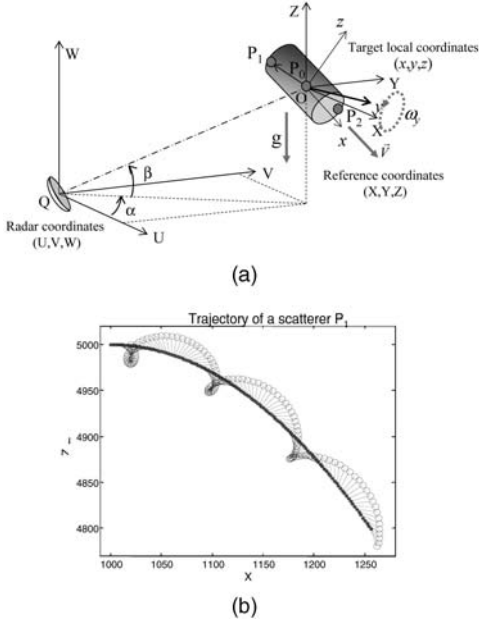 W
Z
z
P1
P0
Target local coordinates
(x,y,z)
O
Y
y
P2
X
ωy
g
x
v⃗
β
V
Reference coordinates
(X,Y,Z)
Q
α
Radar coordinates
(U,V,W)
U
(a)
Trajectory of a scatterer P1
5000
4950
4900
4850
4800
1000
1050
1100
1150
1200
1250
X
(b)